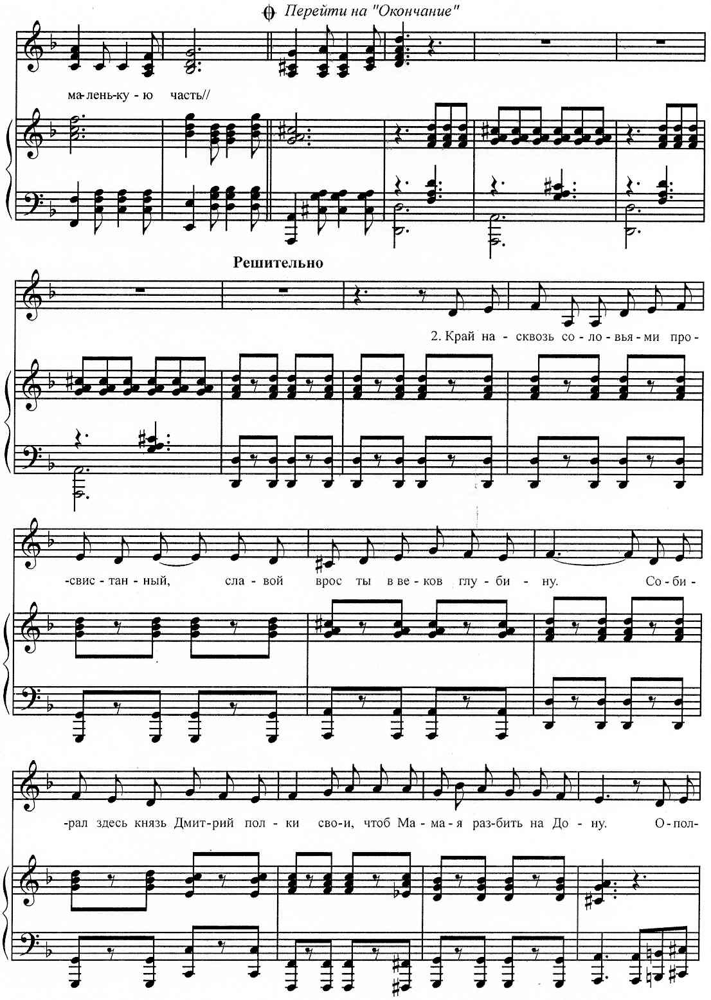 Перейти на "Окончание"
ма-лень-ку - ю часть//
Решительно
2. Край на - сквозь со - ло - вья - ми про -
-свис - тан - ный, сла - вой врос ты в ве - ков глу - би - ну. Со - би -
-рал здесь князь Дмит-рий пол - ки сво-и, чтоб Ма - ма - я раз-бить на До - ну. О - пол-